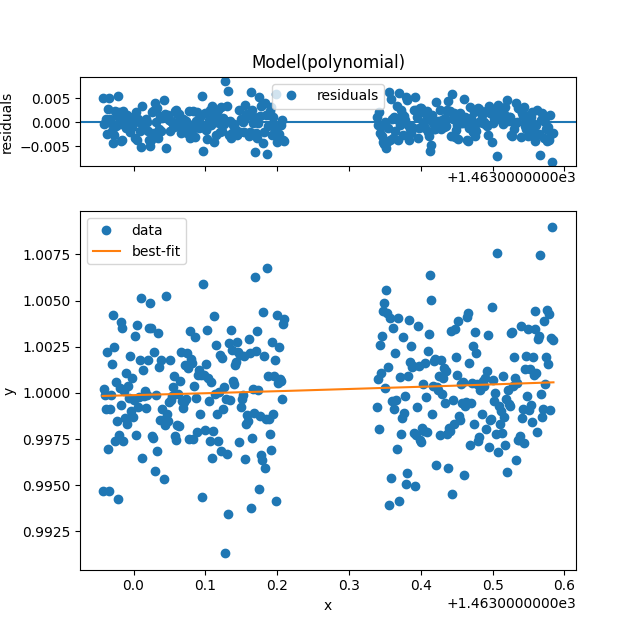 Model(polynomial)
residuals
0.005
0.000
−0.005
residuals
+1.4630000000e3
y
1.0075
1.0050
1.0025
1.0000
0.9975
0.9950
0.9925
data
best-fit
0.0 0.1 0.2 0.3 0.4 0.5 0.6
x
+1.4630000000e3